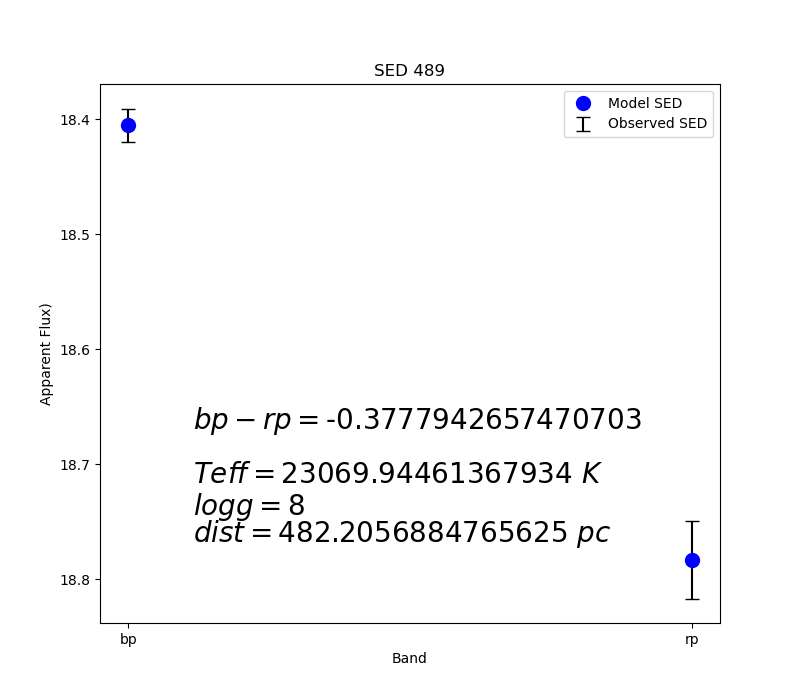 SED 489
Model SED
Observed SED
18.4
18.5
18.6
18.7
18.8
Apparent Flux)
bp − rp = -0.3777942657470703
Teff = 23069.94461367934 K
logg = 8
dist = 482.2056884765625 pc
bp
rp
Band